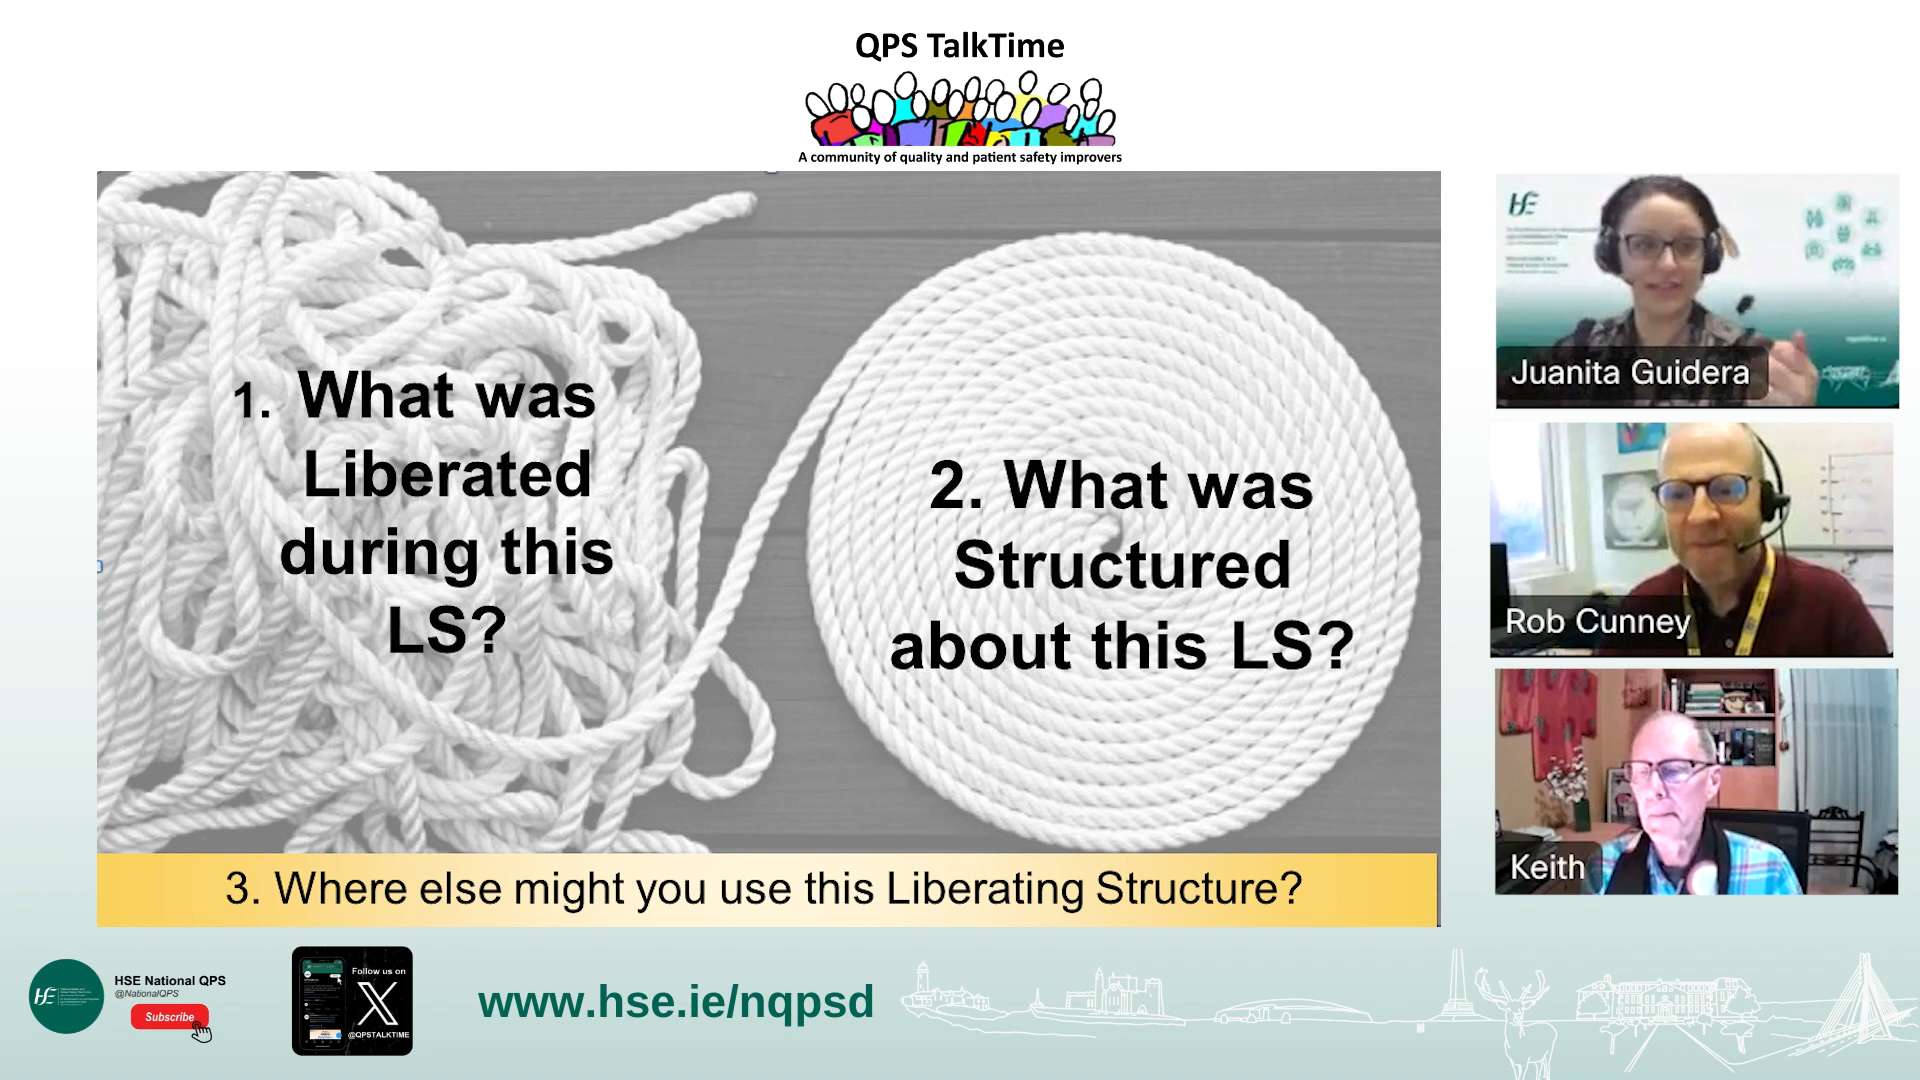 QPS TalkTime
A community of quality and patient safety improvers
1. What was
Liberated
during this
LS?
2. What was
Structured
about this LS?
3. Where else might you use this Liberating Structure?
Juanita Guidera
Rob Cunney
Keith
HSE National QPS
@NationalQPS
Subscribe
Follow us on
X
@QPSTALKTIME
www.hse.ie/nqpsd